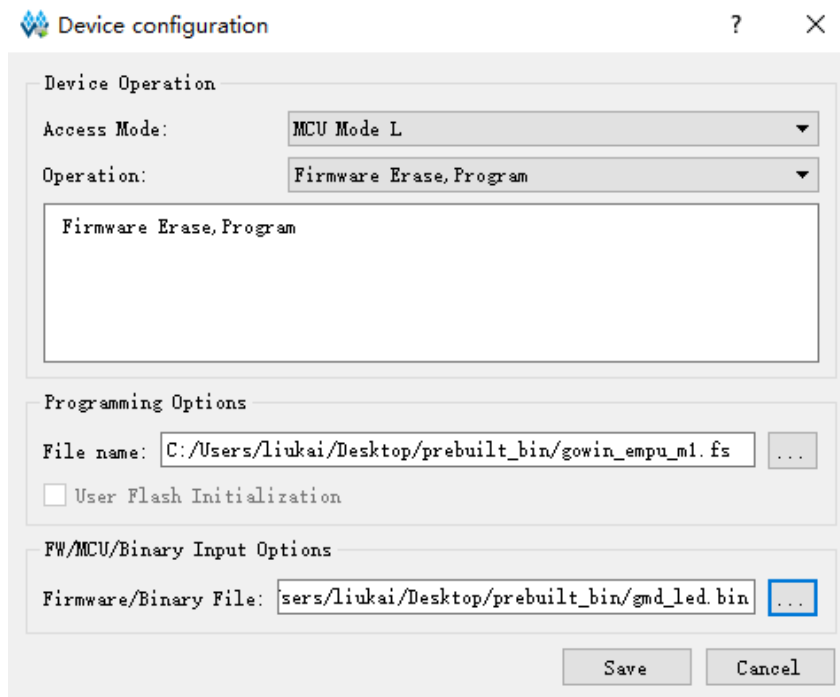 Device configuration ?
Device Operation
Access Mode: MCU Mode L
Operation: Firmware Erase,Program
Firmware Erase,Program
Programming Options
File name: C:/Users/liukai/Desktop/prebuilt_bin/gowin_empu_m1.fs ...
User Flash Initialization
FW/MCU/Binary Input Options
Firmware/Binary File: sers/liukai/Desktop/prebuilt_bin/gmd_led.bin ...
Save Cancel